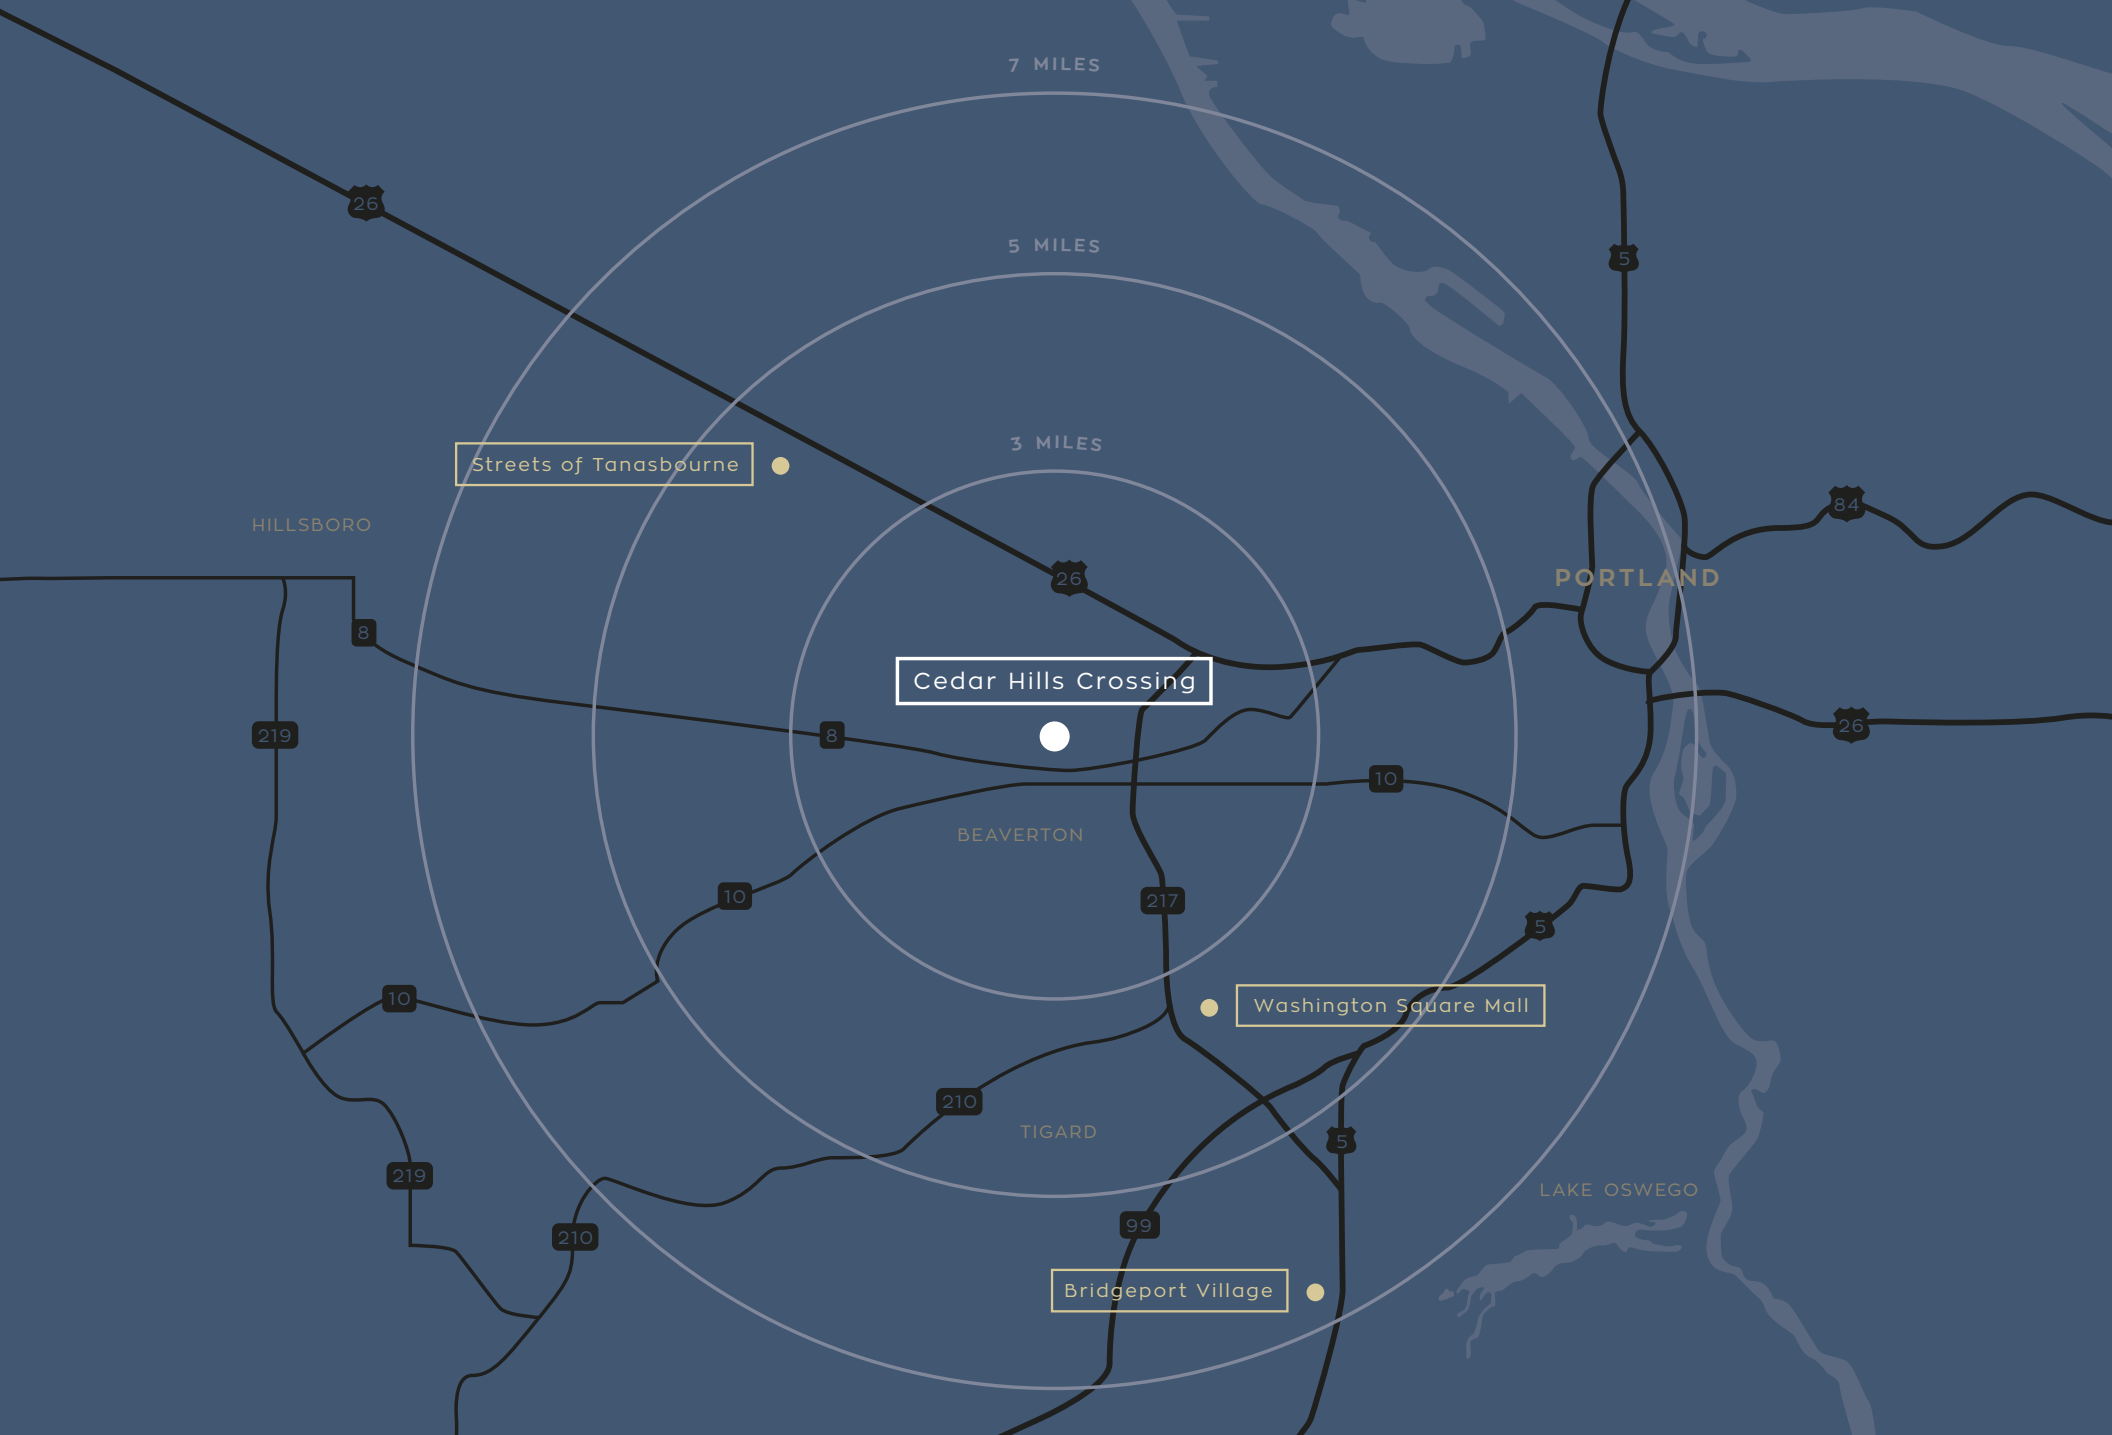 7 MILES
26
5 MILES
5
3 MILES
Streets of Tanasbourne
84
HILLSBORO
26
PORTLAND
8
Cedar Hills Crossing
26
219
8
10
BEAVERTON
10
217
5
10
Washington Square Mall
210
TIGARD
5
219
LAKE OSWEGO
99
210
Bridgeport Village